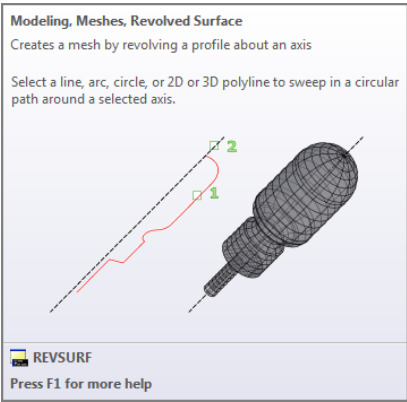 Modeling, Meshes, Revolved Surface
Creates a mesh by revolving a profile about an axis
Select a line, arc, circle, or 2D or 3D polyline to sweep in a circular
path around a selected axis.
2
1
REVSURF
Press F1 for more help